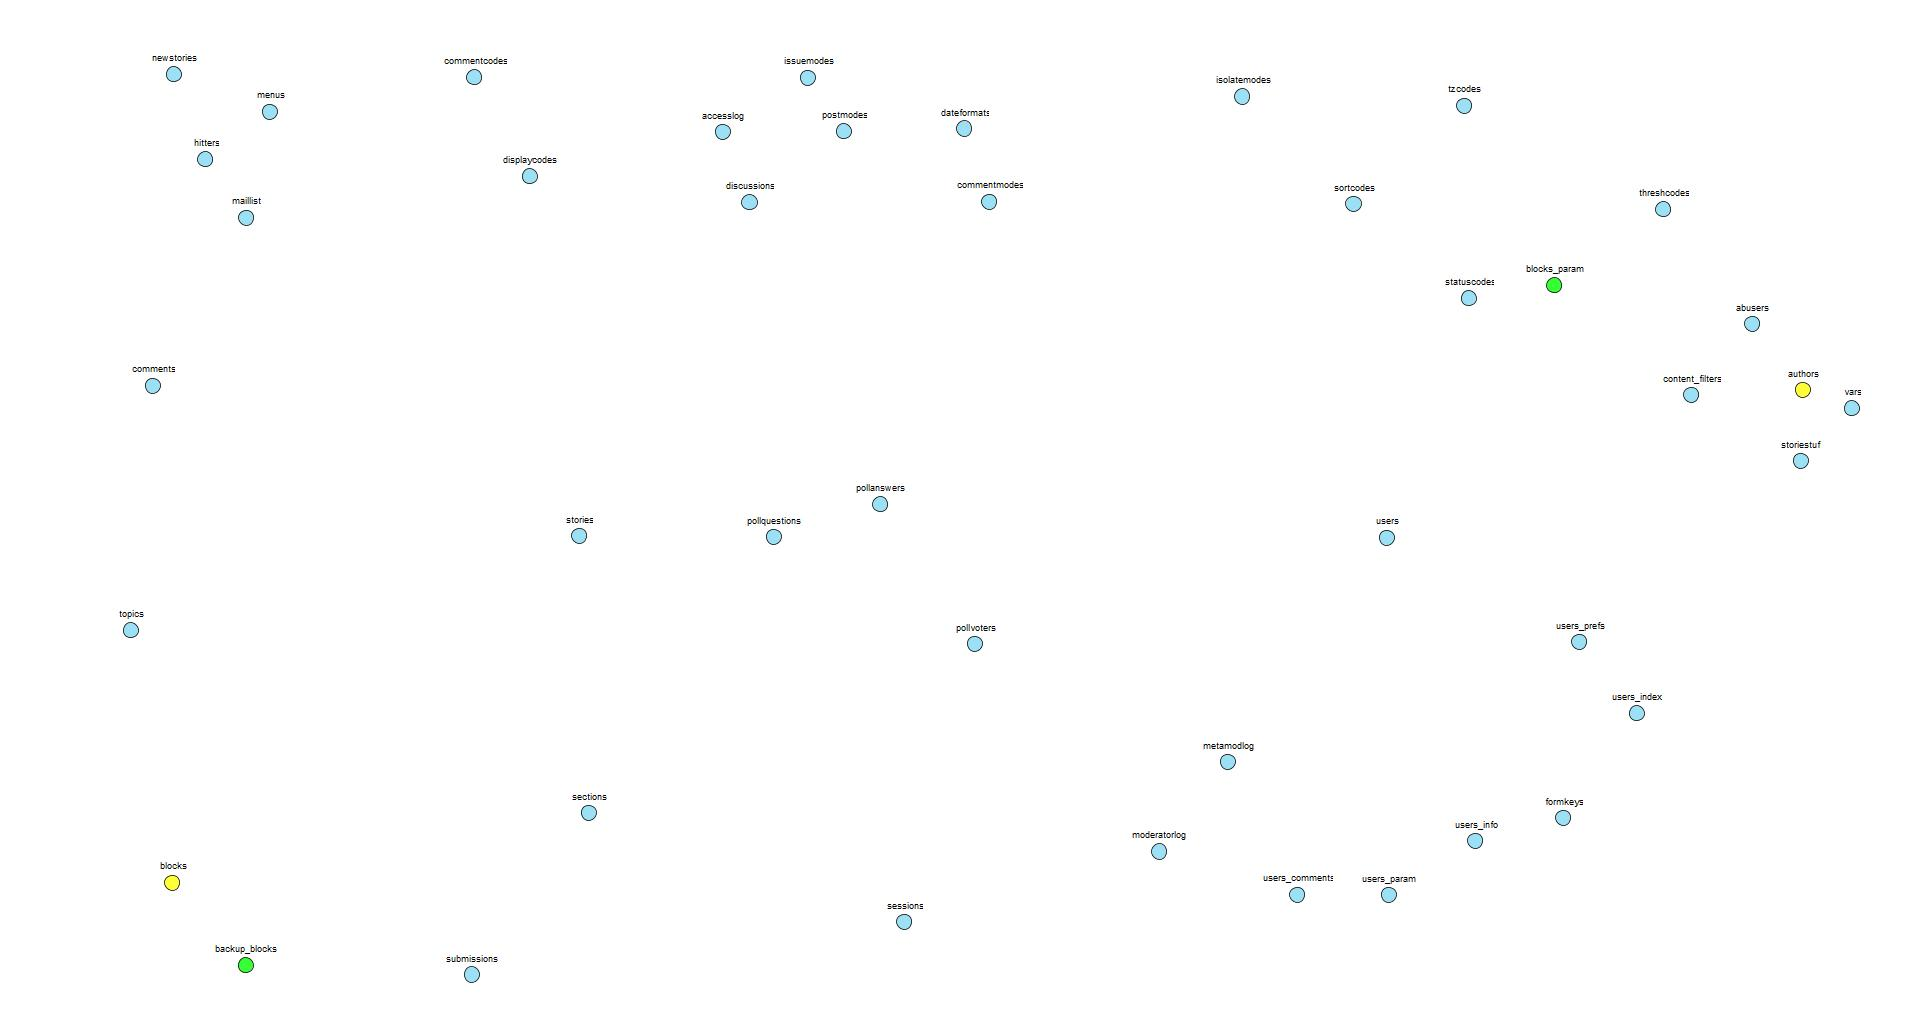 newstories
commentcodes
issuemodes
isolatemodes
tzcodes
menus
accesslog
postmodes
dateformats
hitters
displaycodes
discussions
commentmodes
sortcodes
threshcodes
maillist
blocks_param
statuscodes
abusers
comments
content_filters
authors
vars
storiestuf
pollanswers
stories
pollquestions
users
topics
pollvoters
users_prefs
users_index
metamodlog
sections
formkeys
users_info
moderatorlog
blocks
users_comments
users_param
sessions
backup_blocks
submissions